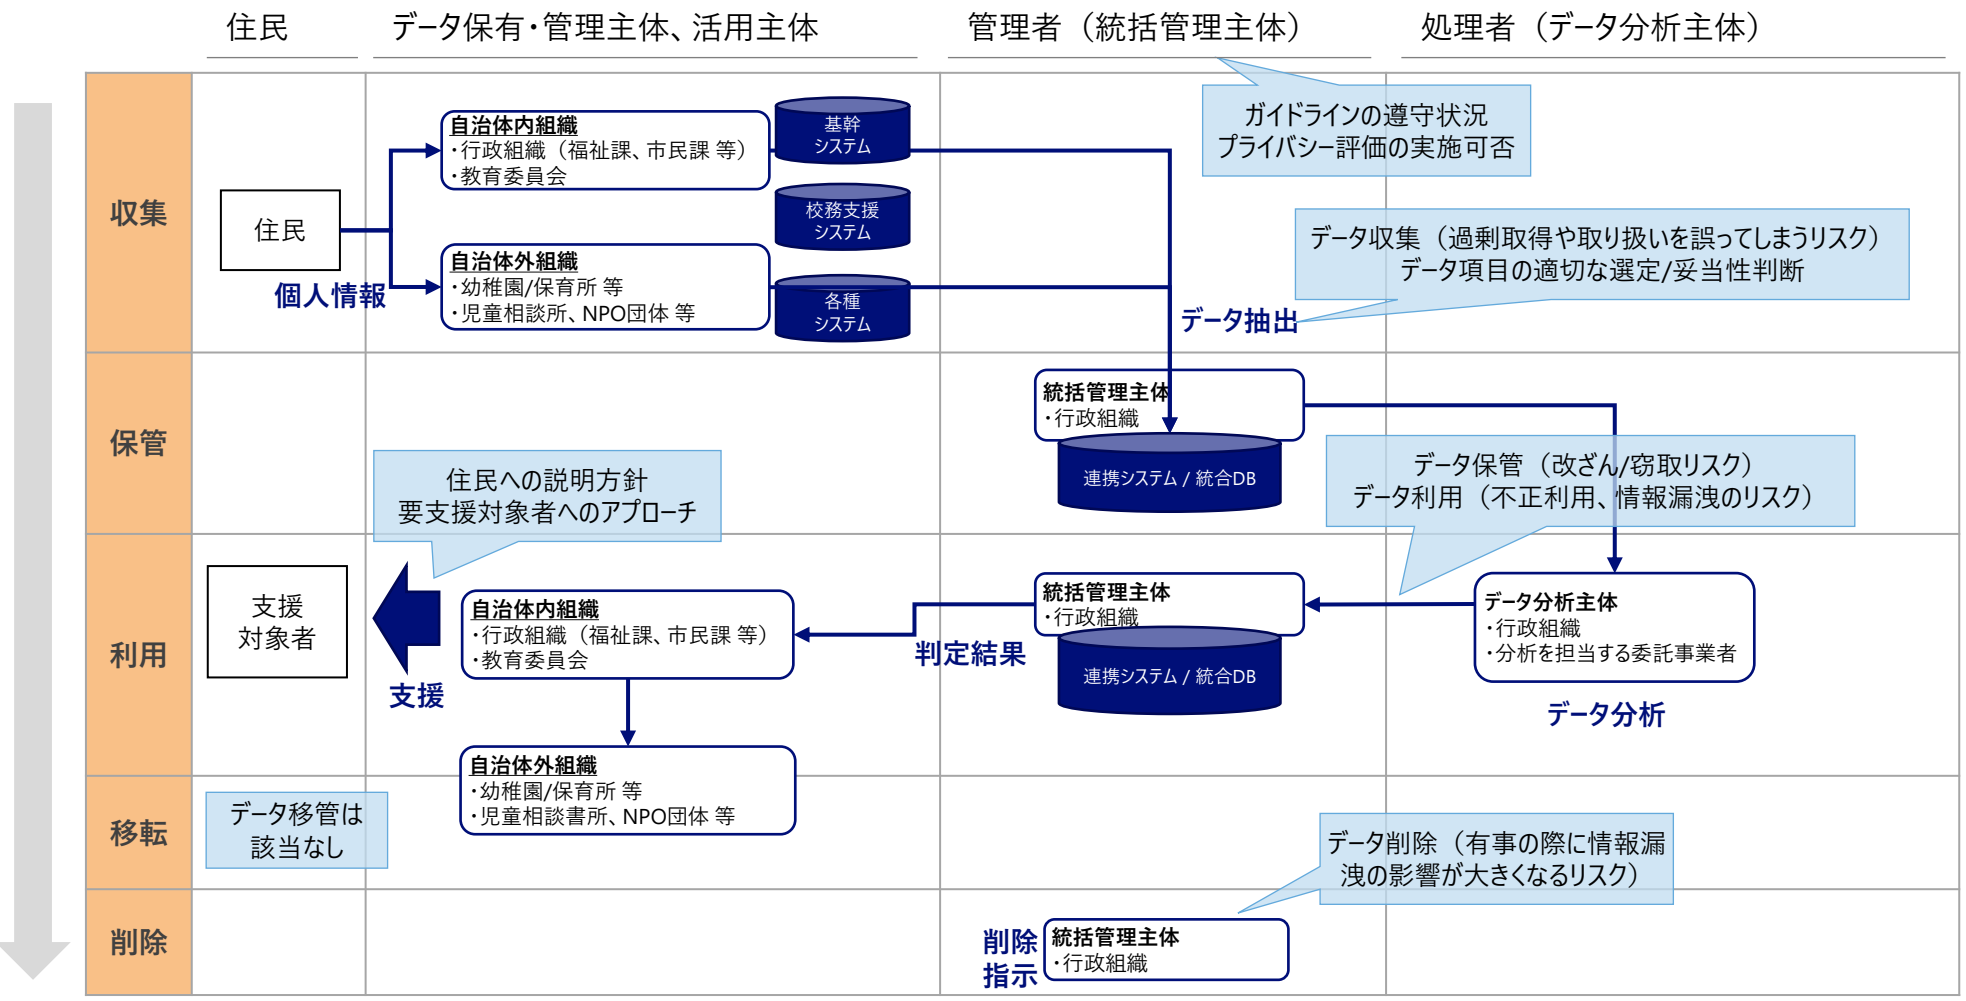 住民
データ保有・管理主体、活用主体
管理者（統括管理主体）
処理者（データ分析主体）
収集
住民
個人情報
自治体内組織
・行政組織（福祉課、市民課 等）
・教育委員会
自治体外組織
・幼稚園/保育所 等
・児童相談所、NPO団体 等
基幹
システム
校務支援
システム
各種
システム
ガイドラインの遵守状況
プライバシー評価の実施可否
データ収集（過剰取得や取り扱いを誤ってしまうリスク）
データ項目の適切な選定/妥当性判断
データ抽出
保管
統括管理主体
・行政組織
連携システム / 統合DB
データ保管（改ざん/窃取リスク）
データ利用（不正利用、情報漏洩のリスク）
住民への説明方針
要支援対象者へのアプローチ
利用
支援
対象者
支援
自治体内組織
・行政組織（福祉課、市民課 等）
・教育委員会
判定結果
統括管理主体
・行政組織
連携システム / 統合DB
データ分析主体
・行政組織
・分析を担当する委託事業者
データ分析
自治体外組織
・幼稚園/保育所 等
・児童相談書所、NPO団体 等
移転
データ移管は
該当なし
データ削除（有事の際に情報漏
洩の影響が大きくなるリスク）
削除
削除
指示
統括管理主体
・行政組織